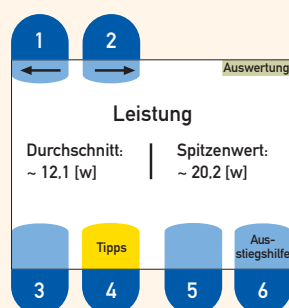 1 2
Auswertung
Leistung
Durchschnitt: Spitzenwert:
~ 12,1 [w] ~ 20,2 [w]
Tipps
Aus-
stiegshilfe
3 4 5 6